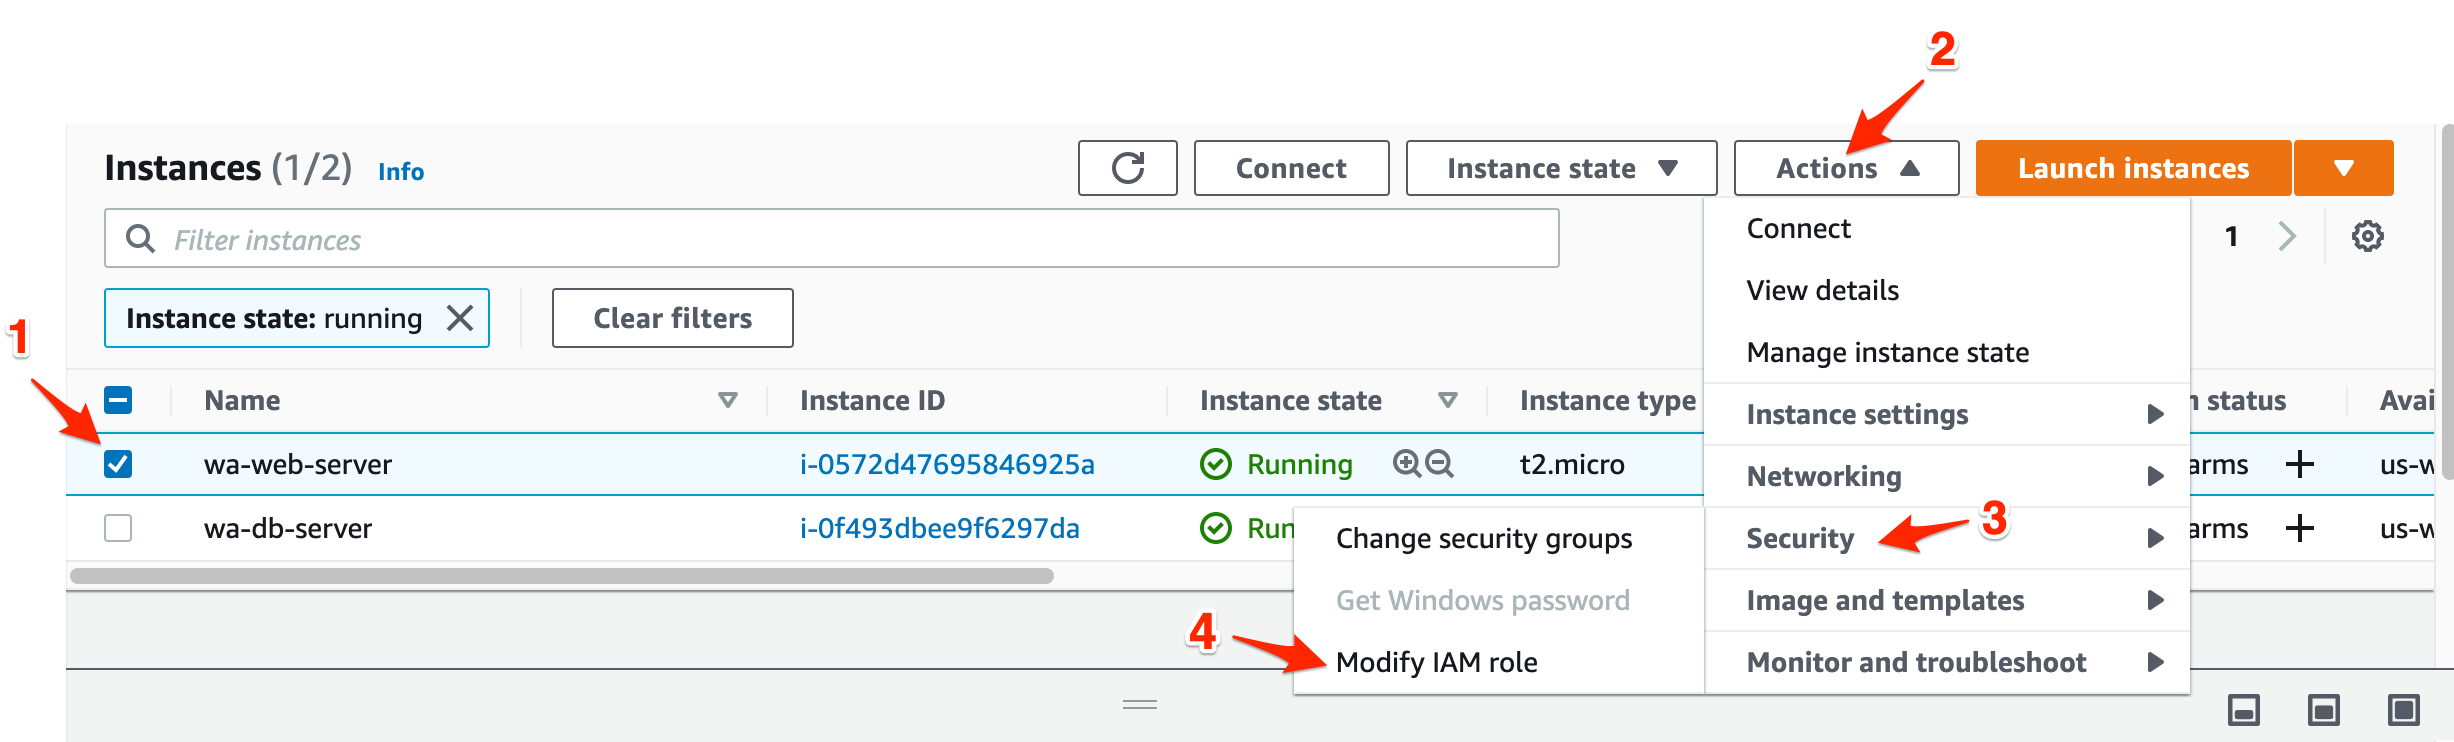 2
Instances (1/2) Info
Connect
Instance state
Actions
Launch instances
Filter instances
1
Instance state: running
Clear filters
1
Name
Instance ID
Instance state
Instance type
status
Avai
wa-web-server
i-0572d47695846925a
Running
t2.micro
arms
us-w
wa-db-server
i-0f493dbee9f6297da
Run
arms
us-w
Connect
View details
Manage instance state
Instance settings
Networking
Security
3
Image and templates
Monitor and troubleshoot
Change security groups
Get Windows password
4
Modify IAM role